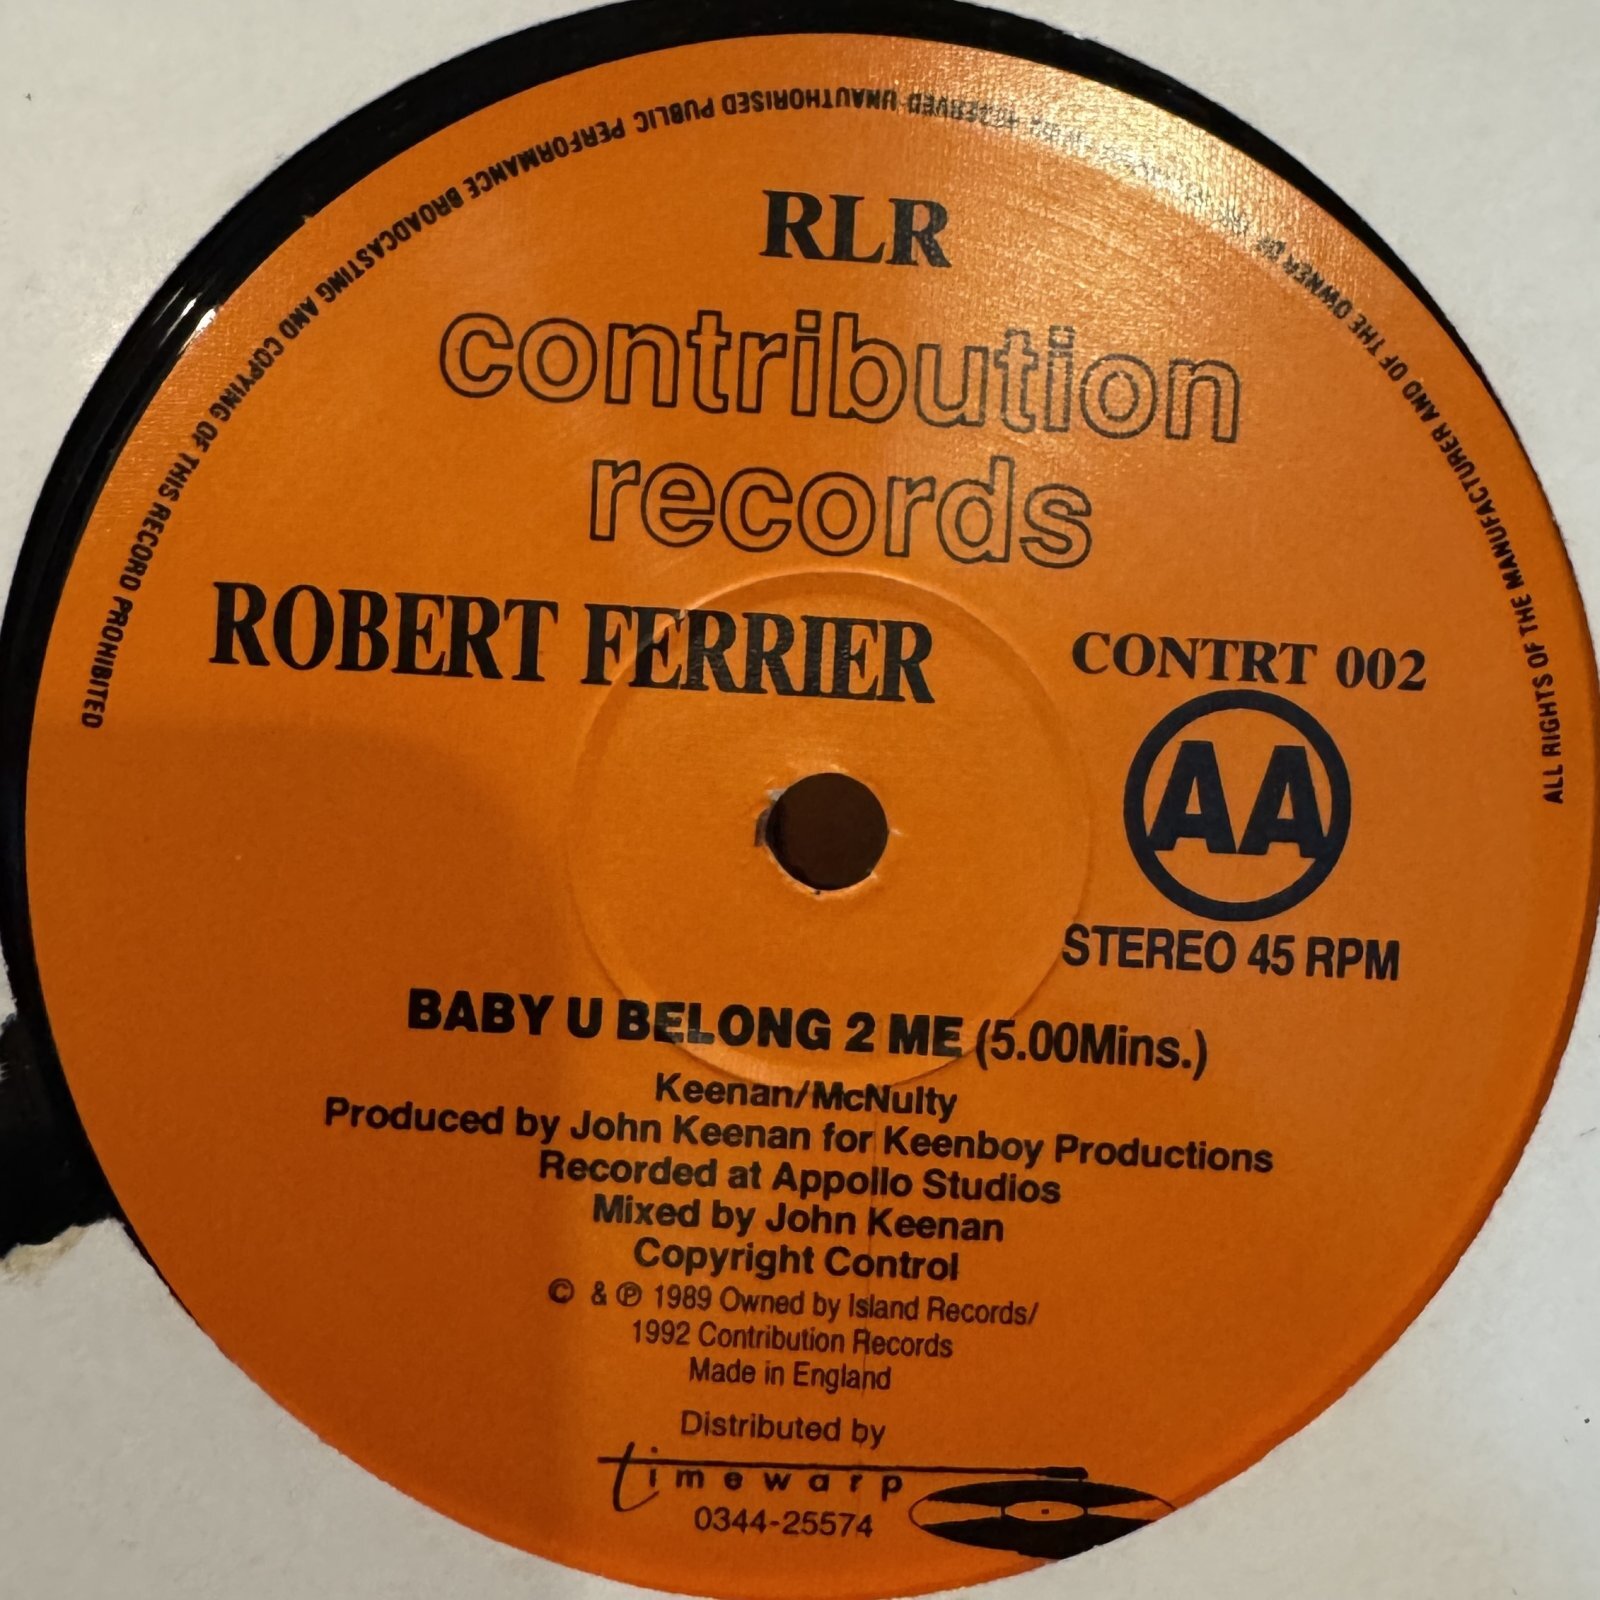 ALL RIGHTS OF THE MANUFACTURER AND OF THE OWNER OF THE RESERVED UNAUTHORISED PUBLIC PERFORMANCE BROADCASTING AND COPYING OF THIS RECORD PROHIBITED
RLR
contribution
records
ROBERT FERRIER
CONTRT 002
AA
STEREO 45 RPM
BABY U BELONG 2 ME (5.00Mins.)
Keenan/McNulty
Produced by John Keenan for Keenboy Productions
Recorded at Appollo Studios
Mixed by John Keenan
Copyright Control
© & ℗ 1989 Owned by Island Records/
1992 Contribution Records
Made in England
Distributed by
timewarp
0344-25574